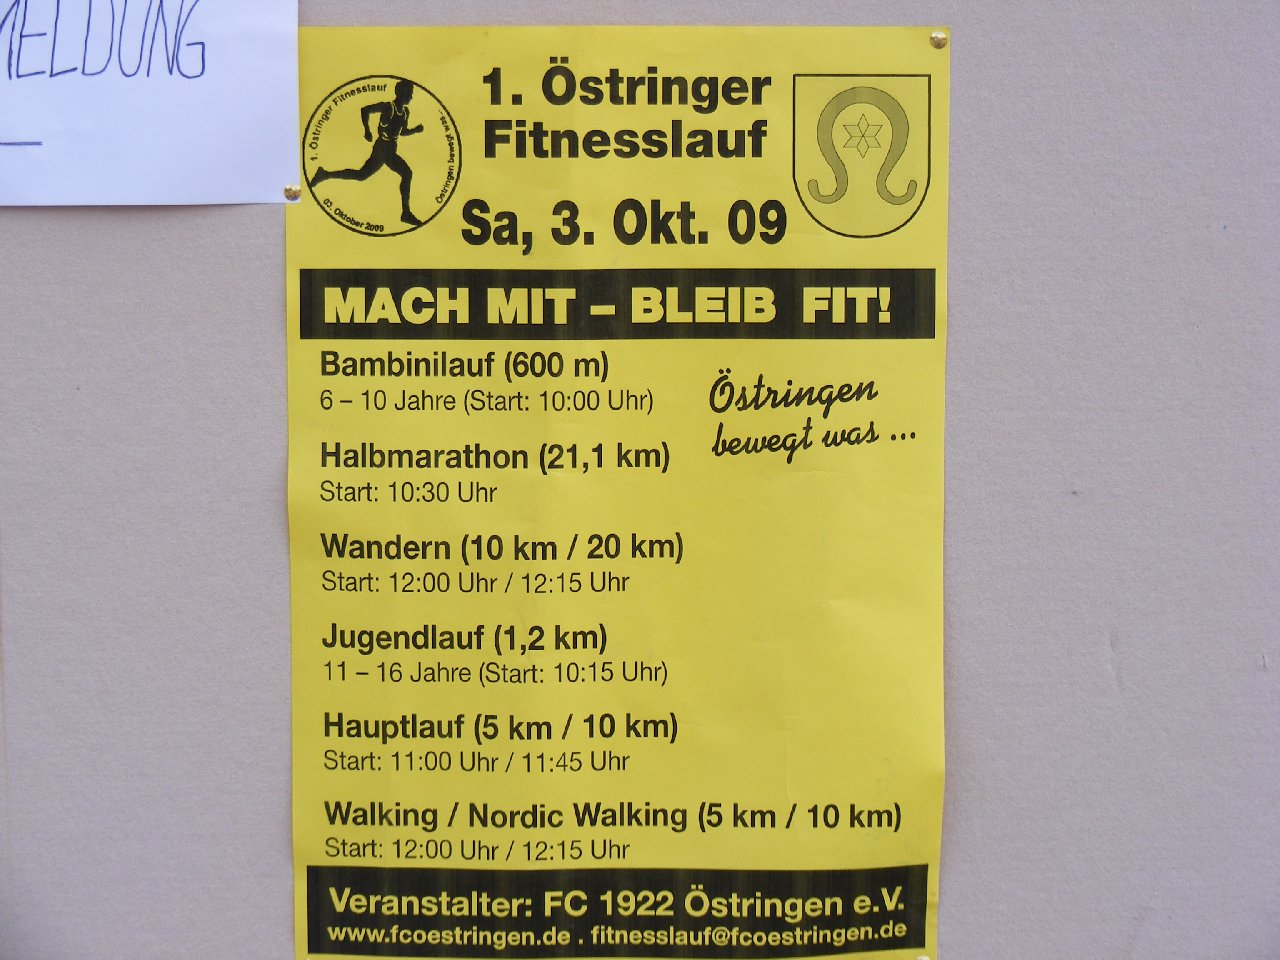 MELDUNG
1. Östringer
Fitnesslauf
Sa, 3. Okt. 09
1. Östringer Fitnesslauf
Östringen bewegt was...
03. Oktober 2009
MACH MIT – BLEIB FIT!
Bambinilauf (600 m)
6 – 10 Jahre (Start: 10:00 Uhr)
Östringen
bewegt was ...
Halbmarathon (21,1 km)
Start: 10:30 Uhr
Wandern (10 km / 20 km)
Start: 12:00 Uhr / 12:15 Uhr
Jugendlauf (1,2 km)
11 – 16 Jahre (Start: 10:15 Uhr)
Hauptlauf (5 km / 10 km)
Start: 11:00 Uhr / 11:45 Uhr
Walking / Nordic Walking (5 km / 10 km)
Start: 12:00 Uhr / 12:15 Uhr
Veranstalter: FC 1922 Östringen e.V.
www.fcoestringen.de . fitnesslauf@fcoestringen.de